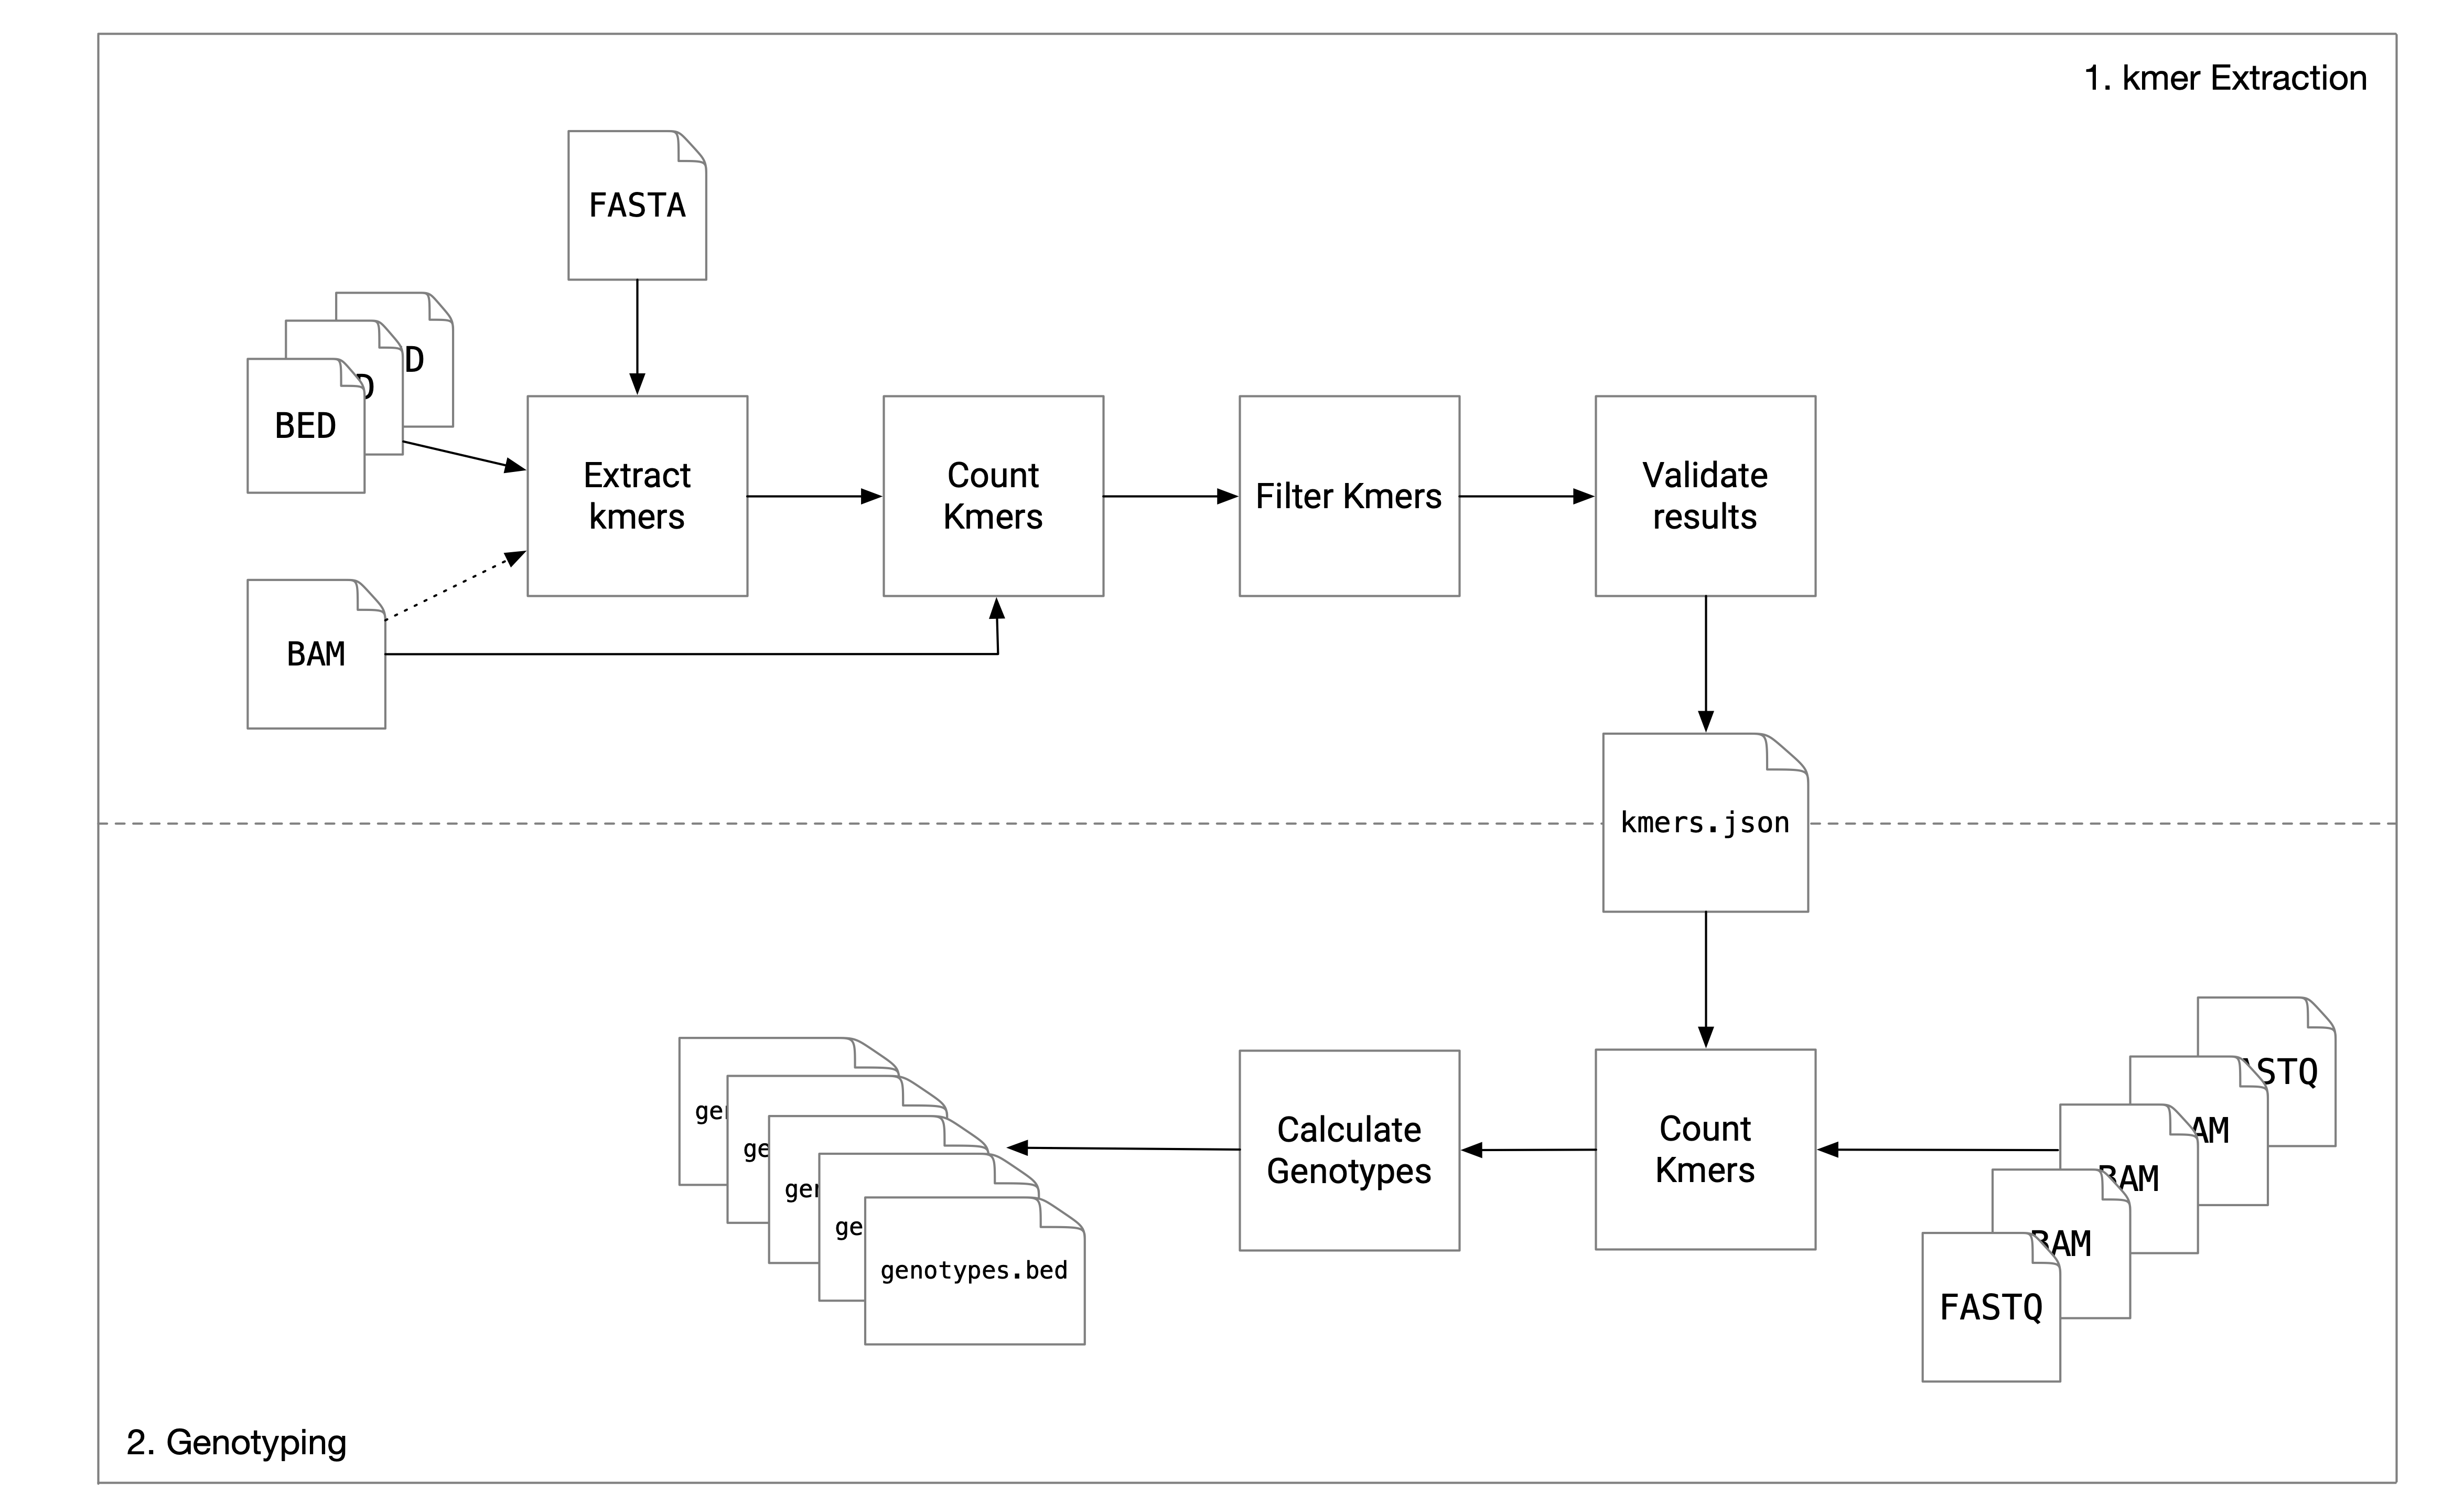 1. kmer Extraction
FASTA
D
D
BED
Extract
kmers
Count
Kmers
Filter Kmers
Validate
results
BAM
kmers.json
STQ
AM
BAM
BAM
FASTQ
Count
Kmers
Calculate
Genotypes
ge
ge
ge
ge
genotypes.bed
2. Genotyping